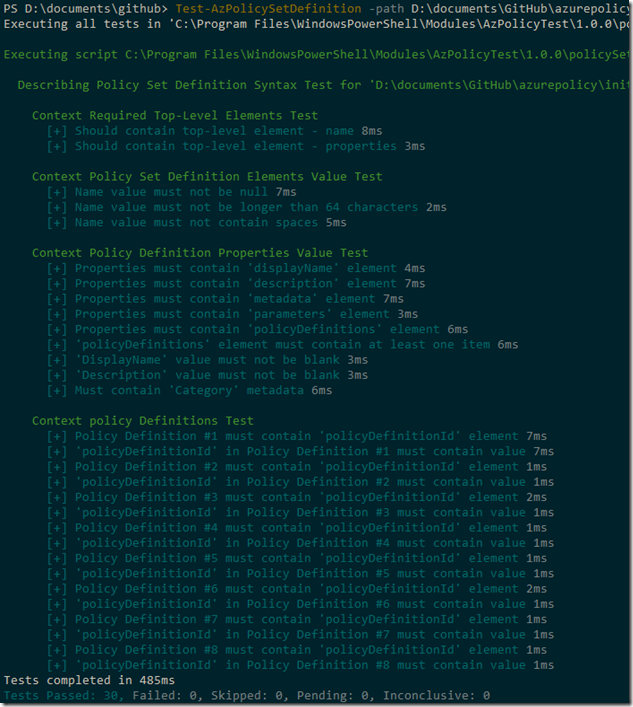 PS D:\documents\github> Test-AzPolicySetDefinition -path D:\documents\GitHub\azurepolicy
Executing all tests in 'C:\Program Files\WindowsPowerShell\Modules\AzPolicyTest\1.0.0\po
Executing script C:\Program Files\WindowsPowerShell\Modules\AzPolicyTest\1.0.0\policySe
Describing Policy Set Definition Syntax Test for 'D:\documents\GitHub\azurepolicy\ini
Context Required Top-Level Elements Test
[+] Should contain top-level element - name 8ms
[+] Should contain top-level element - properties 3ms
Context Policy Set Definition Elements Value Test
[+] Name value must not be null 7ms
[+] Name value must not be longer than 64 characters 2ms
[+] Name value must not contain spaces 5ms
Context Policy Definition Properties Value Test
[+] Properties must contain 'displayName' element 4ms
[+] Properties must contain 'description' element 7ms
[+] Properties must contain 'metadata' element 7ms
[+] Properties must contain 'parameters' element 3ms
[+] Properties must contain 'policyDefinitions' element 6ms
[+] 'policyDefinitions' element must contain at least one item 6ms
[+] 'DisplayName' value must not be blank 3ms
[+] 'Description' value must not be blank 3ms
[+] Must contain 'Category' metadata 6ms
Context policy Definitions Test
[+] Policy Definition #1 must contain 'policyDefinitionId' element 7ms
[+] 'policyDefinitionId' in Policy Definition #1 must contain value 7ms
[+] Policy Definition #2 must contain 'policyDefinitionId' element 1ms
[+] 'policyDefinitionId' in Policy Definition #2 must contain value 1ms
[+] Policy Definition #3 must contain 'policyDefinitionId' element 2ms
[+] 'policyDefinitionId' in Policy Definition #3 must contain value 1ms
[+] Policy Definition #4 must contain 'policyDefinitionId' element 1ms
[+] 'policyDefinitionId' in Policy Definition #4 must contain value 1ms
[+] Policy Definition #5 must contain 'policyDefinitionId' element 1ms
[+] 'policyDefinitionId' in Policy Definition #5 must contain value 1ms
[+] Policy Definition #6 must contain 'policyDefinitionId' element 2ms
[+] 'policyDefinitionId' in Policy Definition #6 must contain value 1ms
[+] Policy Definition #7 must contain 'policyDefinitionId' element 1ms
[+] 'policyDefinitionId' in Policy Definition #7 must contain value 1ms
[+] Policy Definition #8 must contain 'policyDefinitionId' element 1ms
[+] 'policyDefinitionId' in Policy Definition #8 must contain value 1ms
Tests completed in 485ms
Tests Passed: 30, Failed: 0, Skipped: 0, Pending: 0, Inconclusive: 0